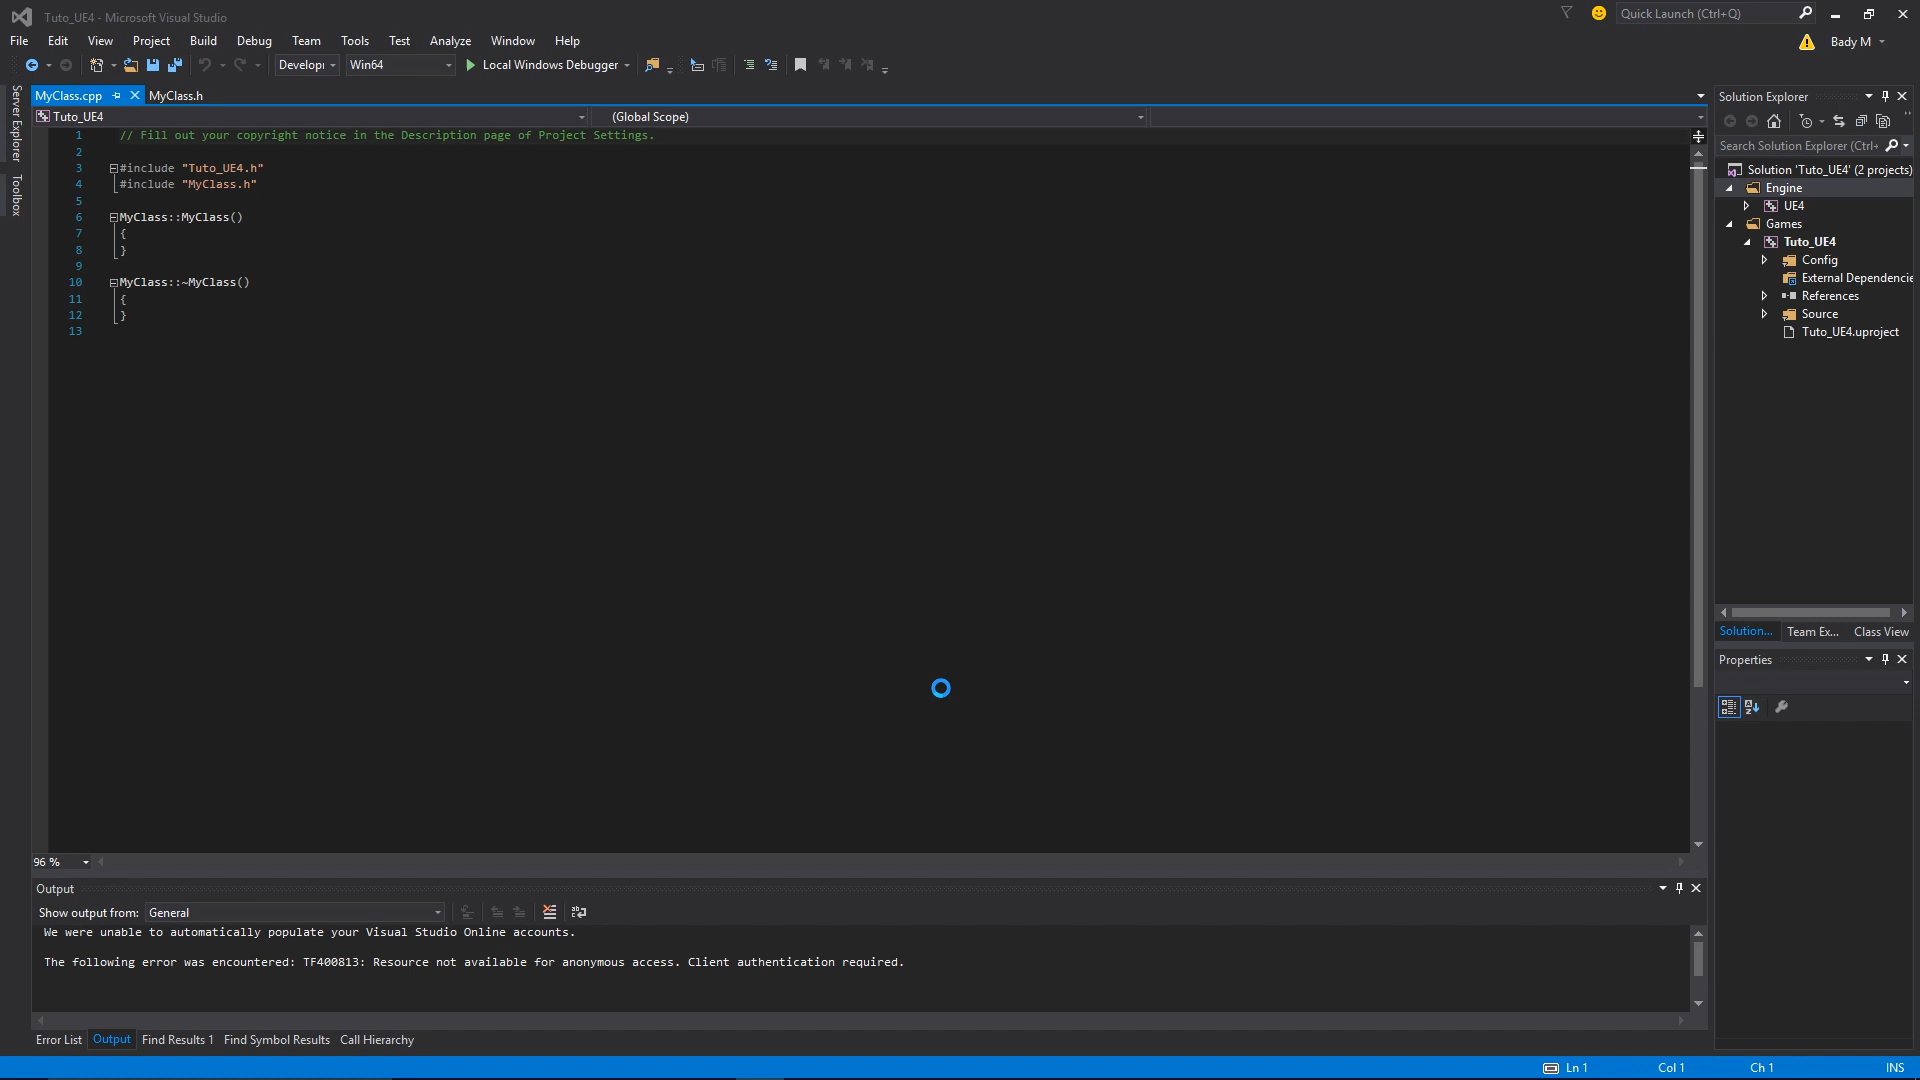 Tuto_UE4 - Microsoft Visual Studio
Quick Launch (Ctrl+Q)
File Edit View Project Build Debug Team Tools Test Analyze Window Help
Bady M
Develop Win64 Local Windows Debugger
Server Explorer
Toolbox
MyClass.cpp MyClass.h
Tuto_UE4 (Global Scope)
1 // Fill out your copyright notice in the Description page of Project Settings.
2
3 #include "Tuto_UE4.h"
4 #include "MyClass.h"
5
6 MyClass::MyClass()
7 {
8 }
9
10 MyClass::~MyClass()
11 {
12 }
13
96 %
Solution Explorer
Search Solution Explorer (Ctrl+
Solution 'Tuto_UE4' (2 projects)
Engine
UE4
Games
Tuto_UE4
Config
External Dependencie
References
Source
Tuto_UE4.uproject
Solution... Team Ex... Class View
Properties
Output
Show output from: General
We were unable to automatically populate your Visual Studio Online accounts.
The following error was encountered: TF400813: Resource not available for anonymous access. Client authentication required.
Error List Output Find Results 1 Find Symbol Results Call Hierarchy
Ln 1 Col 1 Ch 1 INS